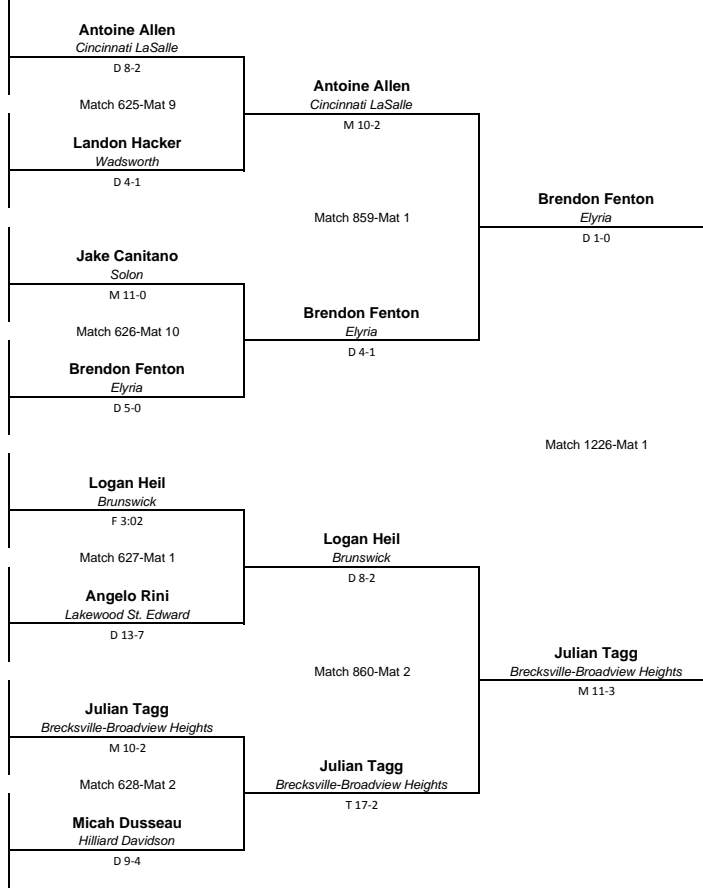 Antoine Allen
Cincinnati LaSalle
D 8-2
Match 625-Mat 9
Landon Hacker
Wadsworth
D 4-1
Jake Canitano
Solon
M 11-0
Match 626-Mat 10
Brendon Fenton
Elyria
D 5-0
Logan Heil
Brunswick
F 3:02
Match 627-Mat 1
Angelo Rini
Lakewood St. Edward
D 13-7
Julian Tagg
Brecksville-Broadview Heights
M 10-2
Match 628-Mat 2
Micah Dusseau
Hilliard Davidson
D 9-4
Antoine Allen
Cincinnati LaSalle
M 10-2
Match 859-Mat 1
Brendon Fenton
Elyria
D 4-1
Logan Heil
Brunswick
D 8-2
Match 860-Mat 2
Julian Tagg
Brecksville-Broadview Heights
T 17-2
Brendon Fenton
Elyria
D 1-0
Match 1226-Mat 1
Julian Tagg
Brecksville-Broadview Heights
M 11-3